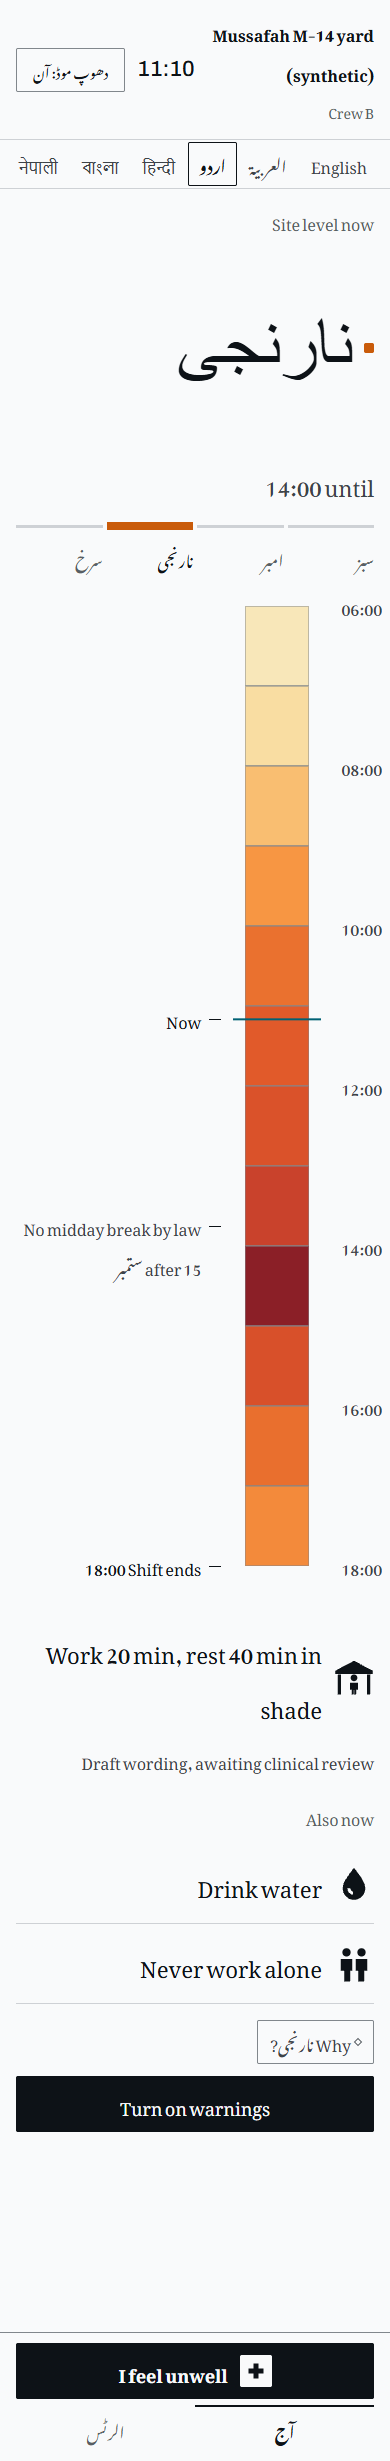 Mussafah M-14 yard
(synthetic)
Crew B
11:10
دھوپ موڈ: آن
English
العربية
اردو
हिन्दी
বাংলা
नेपाली
Site level now
نارنجی
14:00 until
سبز
امبر
نارنجی
سرخ
06:00
08:00
10:00
Now
12:00
No midday break by law
after 15 ستمبر
14:00
16:00
18:00 Shift ends
18:00
Work 20 min, rest 40 min in
shade
Draft wording, awaiting clinical review
Also now
Drink water
Never work alone
Why نارنجی?
Turn on warnings
I feel unwell
آج
الرٹس